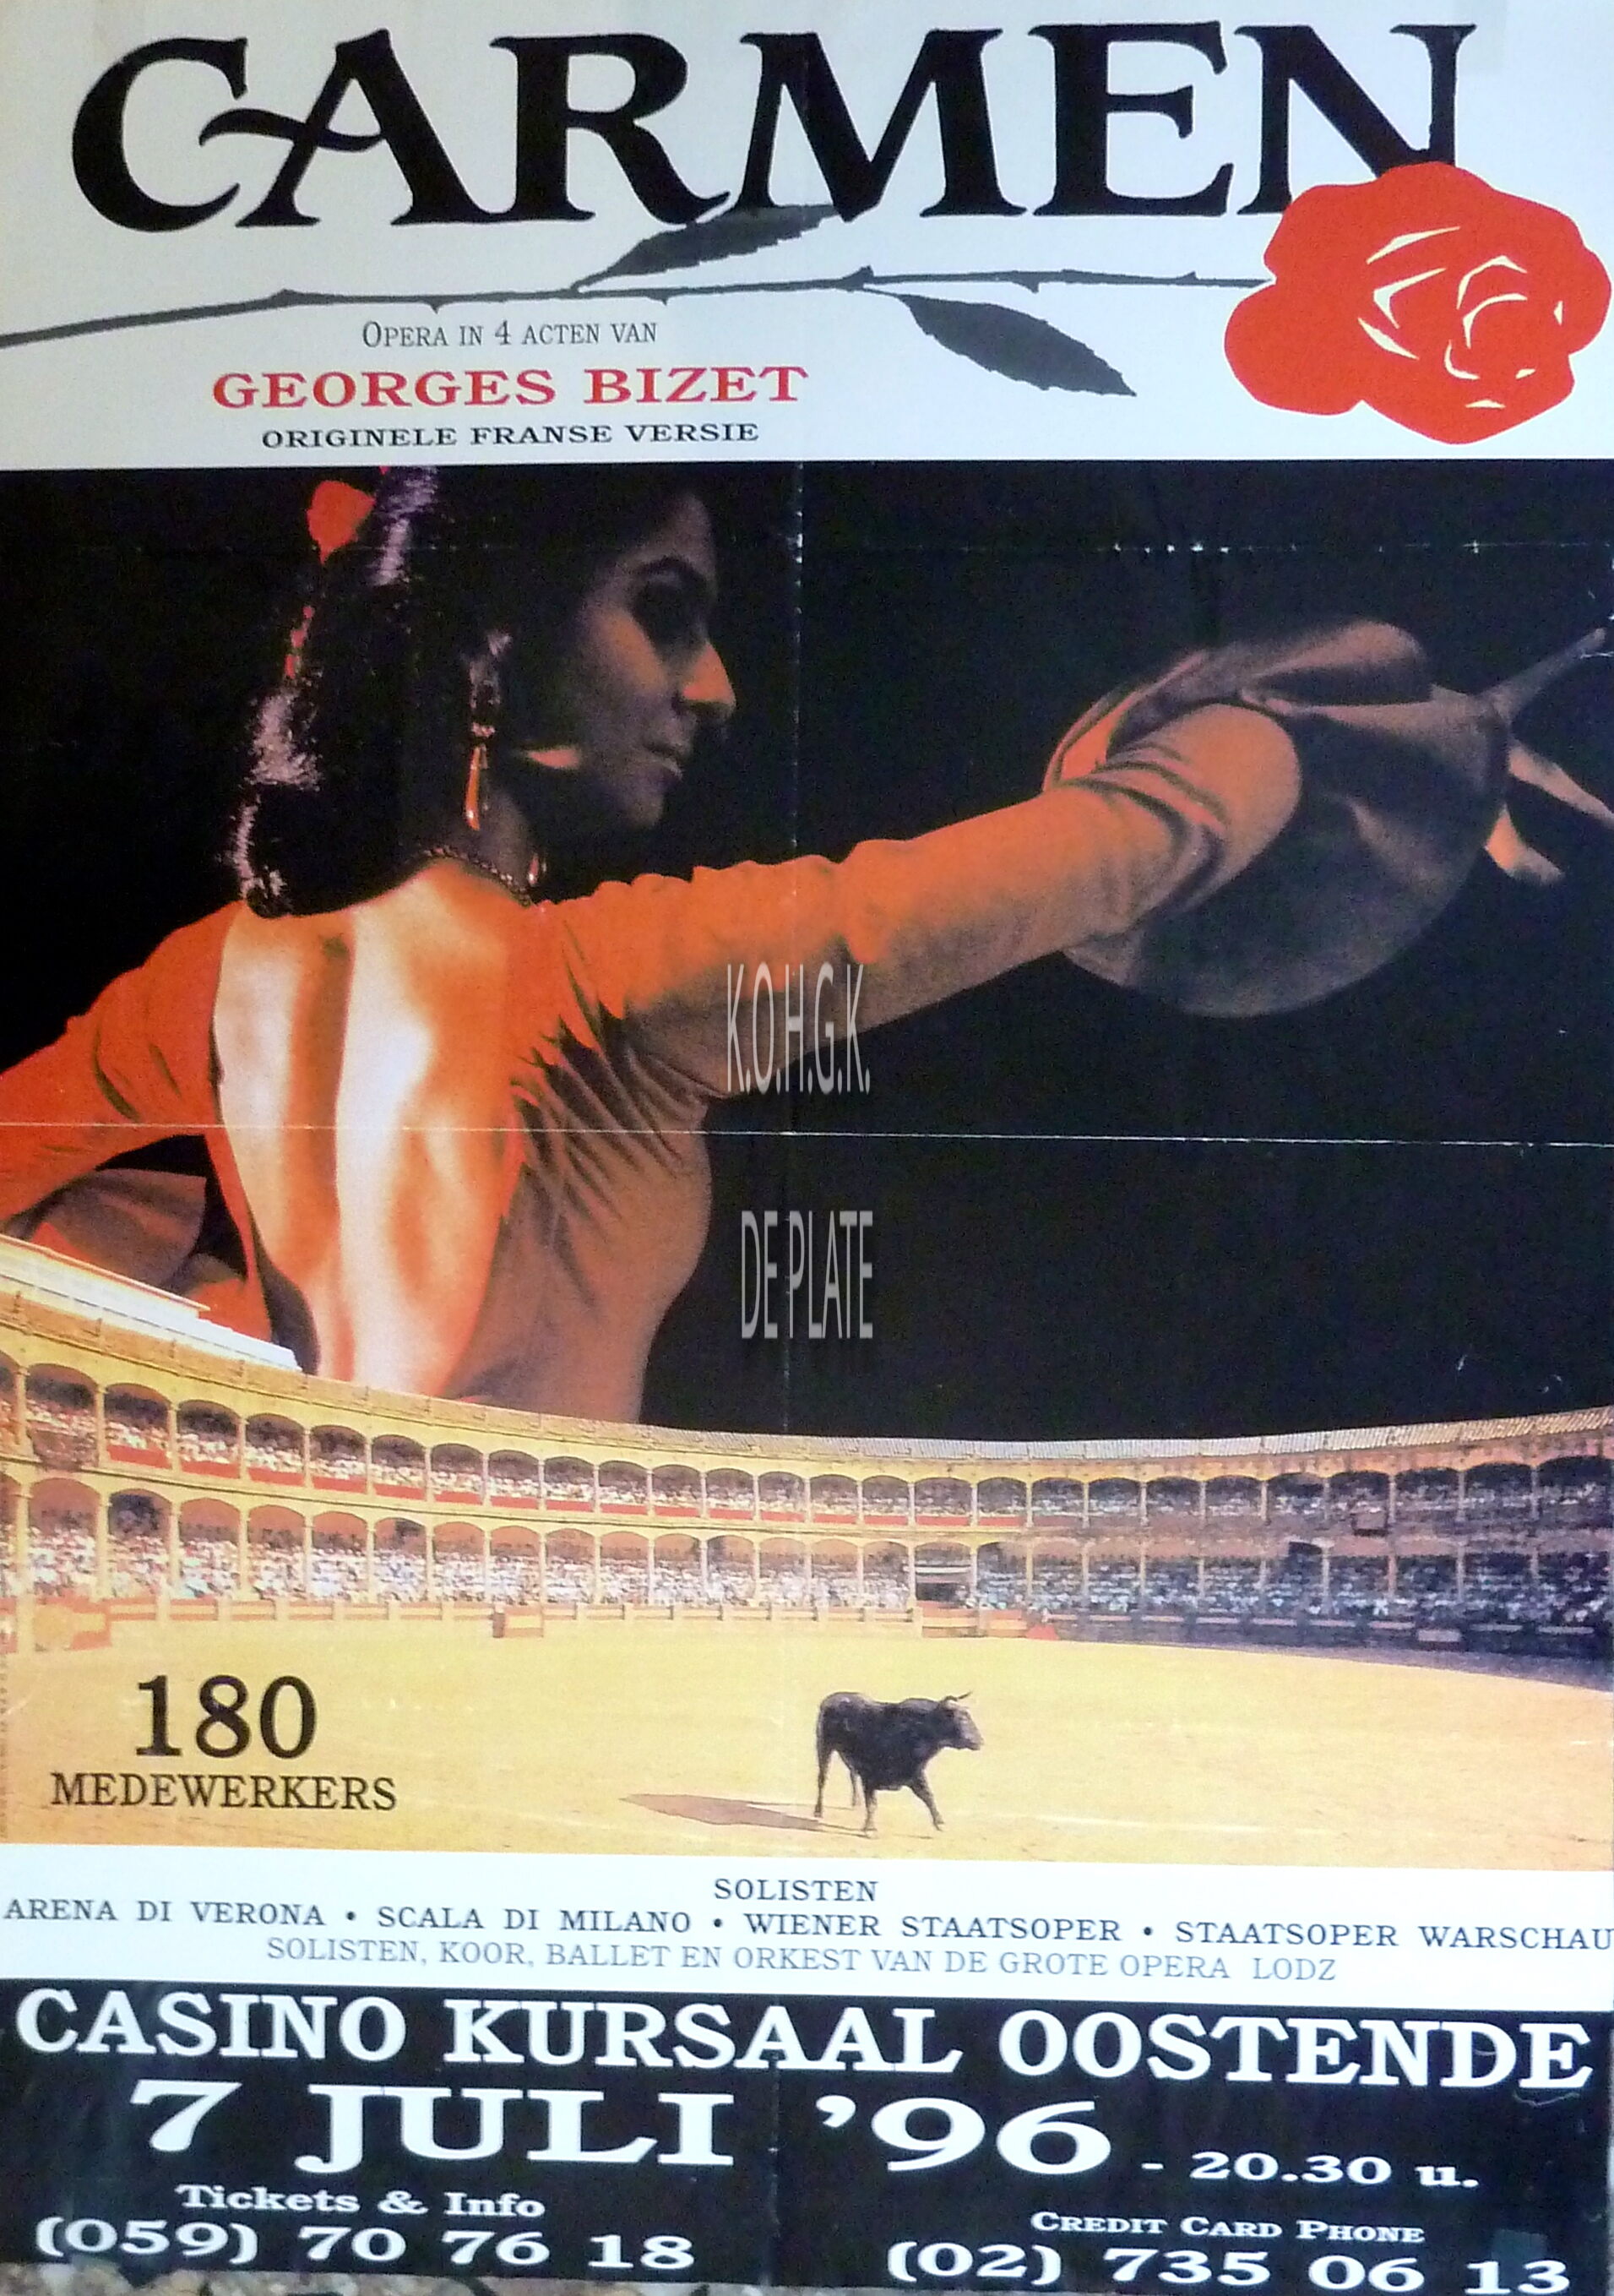 CARMEN
OPERA IN 4 ACTEN VAN
GEORGES BIZET
ORIGINELE FRANSE VERSIE
K.O.H.G.K.
DE PLATE
180
MEDEWERKERS
SOLISTEN
ARENA DI VERONA • SCALA DI MILANO • WIENER STAATSOPER • STAATSOPER WARSCHAU
SOLISTEN, KOOR, BALLET EN ORKEST VAN DE GROTE OPERA LODZ
CASINO KURSAAL OOSTENDE
7 JULI '96 - 20.30 u.
Tickets & Info
(059) 70 76 18
CREDIT CARD PHONE
(02) 735 06 13